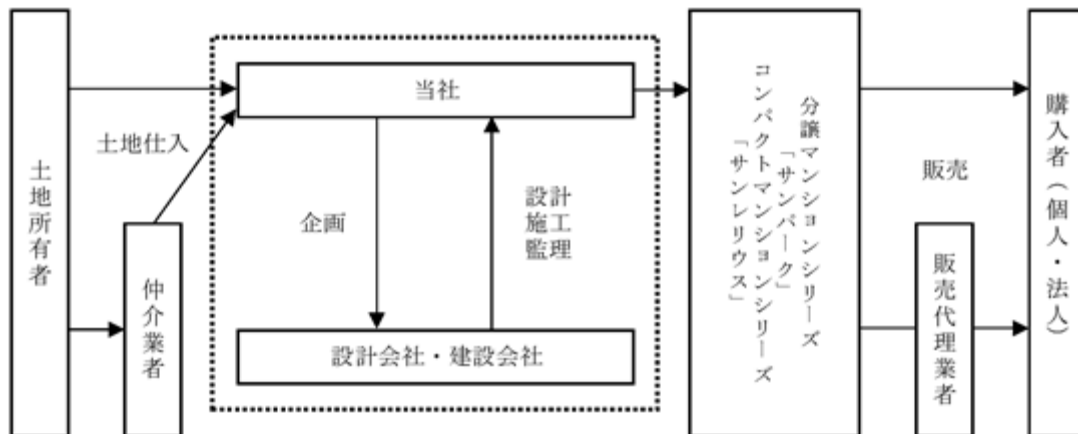 土地所有者
土地仕入
仲介業者
当社
企画
設計
施工
監理
設計会社・建設会社
分譲マンションシリーズ
「サンパーク」
コンパクトマンションシリーズ
「サンレリウス」
販売
販売代理業者
購入者(個人・法人)